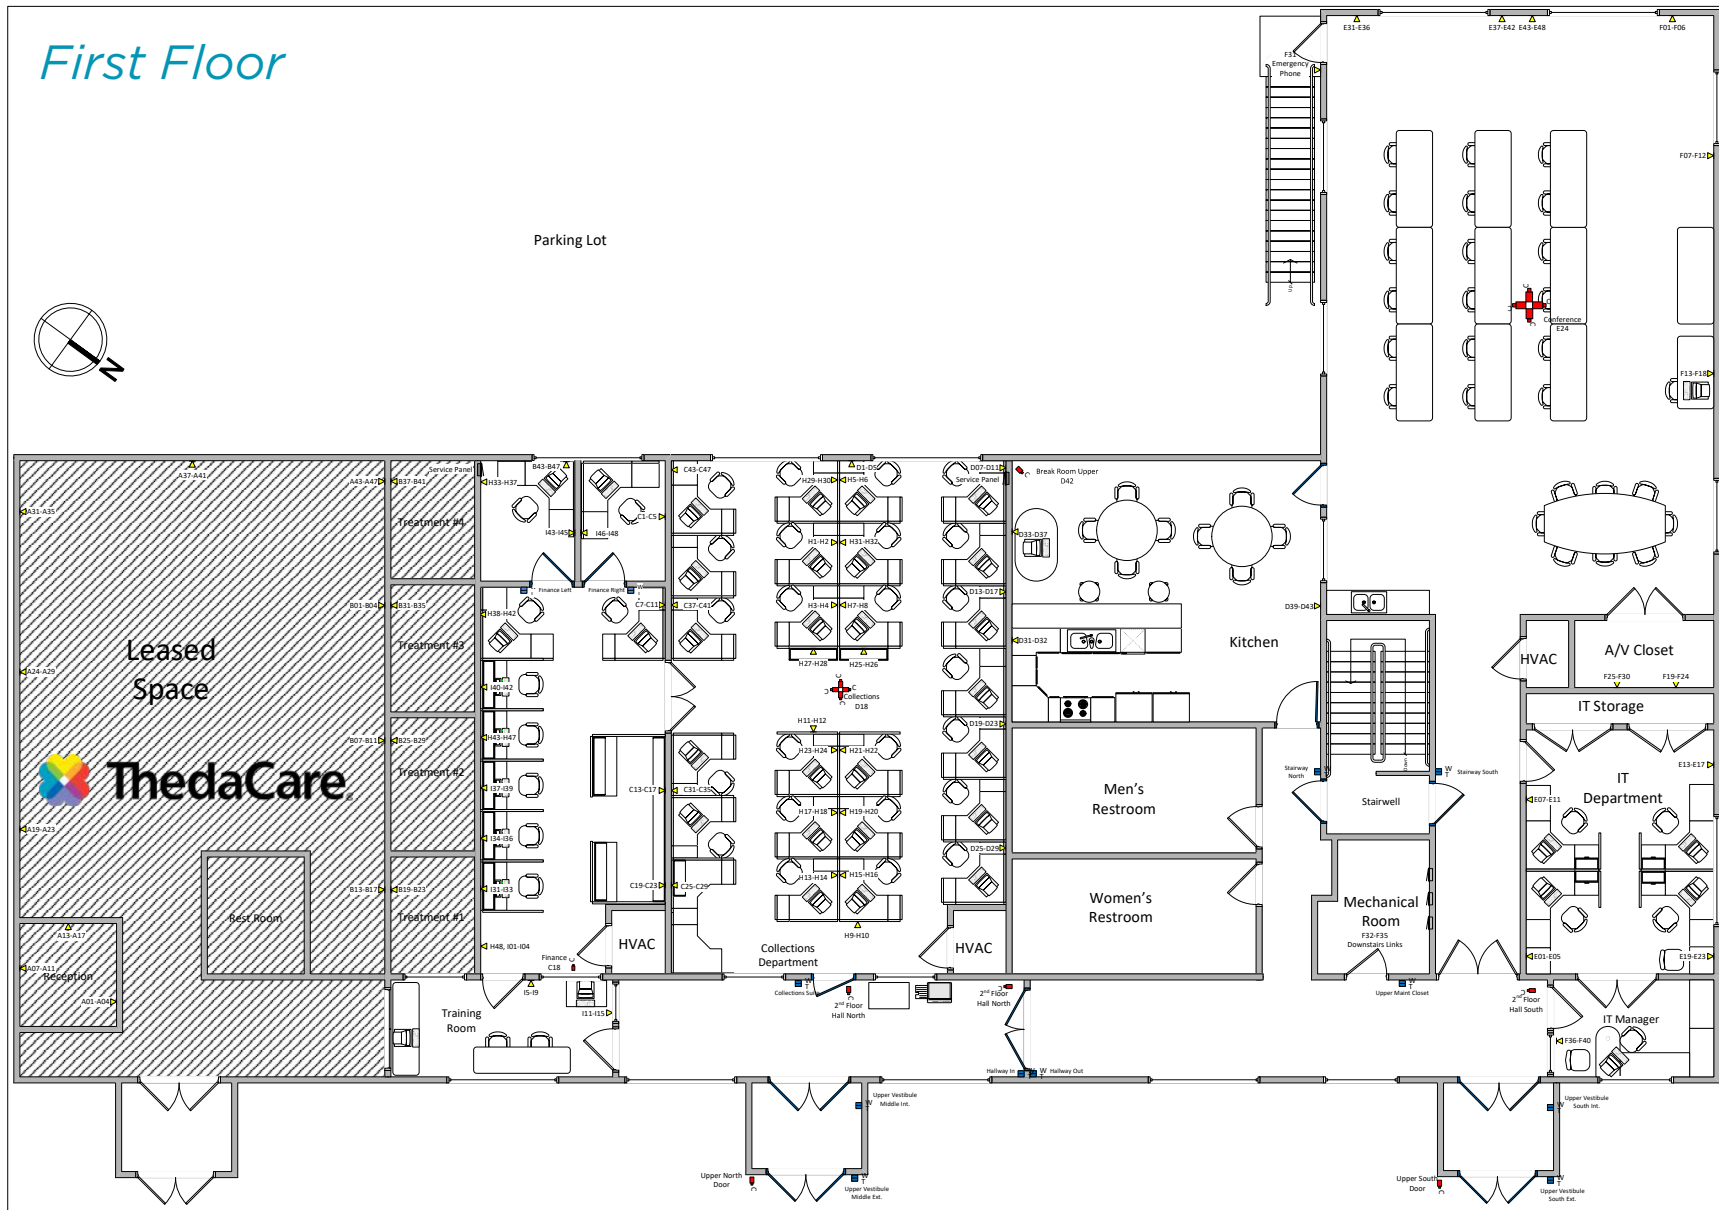 First Floor
E31-E36
E37-E42
E43-E48
F01-F06
F31
Emergency
Phone
F07-F12
Parking Lot
N
Up
C
C
C
Conference
E24
F13-F18
A37-A41
A43-A47
B37-B41
Service Panel
H33-H37
B43-B47
C43-C47
D1-D5
H29-H30
H5-H6
D07-D11
Service Panel
C
Break Room Upper
D42
A31-A35
Treatment #4
I43-I45
I46-I48
C1-C5
H1-H2
H31-H32
D33-D37
Finance Left
Finance Right
W
B01-B04
B31-B35
H38-H42
C7-C11
C37-C41
H3-H4
H7-H8
D13-D17
D39-D43
Leased
Space
Treatment #3
D31-D32
Kitchen
HVAC
A/V Closet
A24-A29
H27-H28
H25-H26
F25-F30
F19-F24
I40-I42
C
C
C
Collections
D18
IT Storage
H11-H12
D19-D23
B07-B11
B25-B29
H43-H47
H23-H24
H21-H22
ThedaCare
Treatment #2
I37-I39
C13-C17
C31-C35
Men's
Restroom
Stairway
North
W
T
Down
W
T
Stairway South
IT
Department
E13-E17
E07-E11
Stairwell
A19-A23
I34-I36
H17-H18
H19-H20
D25-D29
B13-B17
B19-B23
I31-I33
C19-C23
C25-C29
H13-H14
H15-H16
Rest Room
Treatment #1
Women's
Restroom
Mechanical
Room
F32-F35
Downstairs Links
A13-A17
H9-H10
H48, I01-I04
HVAC
Collections
Department
HVAC
A07-A11
Reception
Finance
C18
C
E01-E05
E19-E23
A01-A04
I5-I9
I11-I15
Training
Room
Collections Suite
W
T
C
2nd Floor
Hall North
C
2nd Floor
Hall North
W
T
Upper Maint Closet
C
2nd Floor
Hall South
IT Manager
F36-F40
Hallway In
W
T
Hallway Out
Upper Vestibule
Middle Int.
W
T
Upper Vestibule
South Int.
W
T
Upper North
Door
C
W
T
Upper Vestibule
Middle Ext.
Upper South
Door
C
W
T
Upper Vestibule
South Ext.